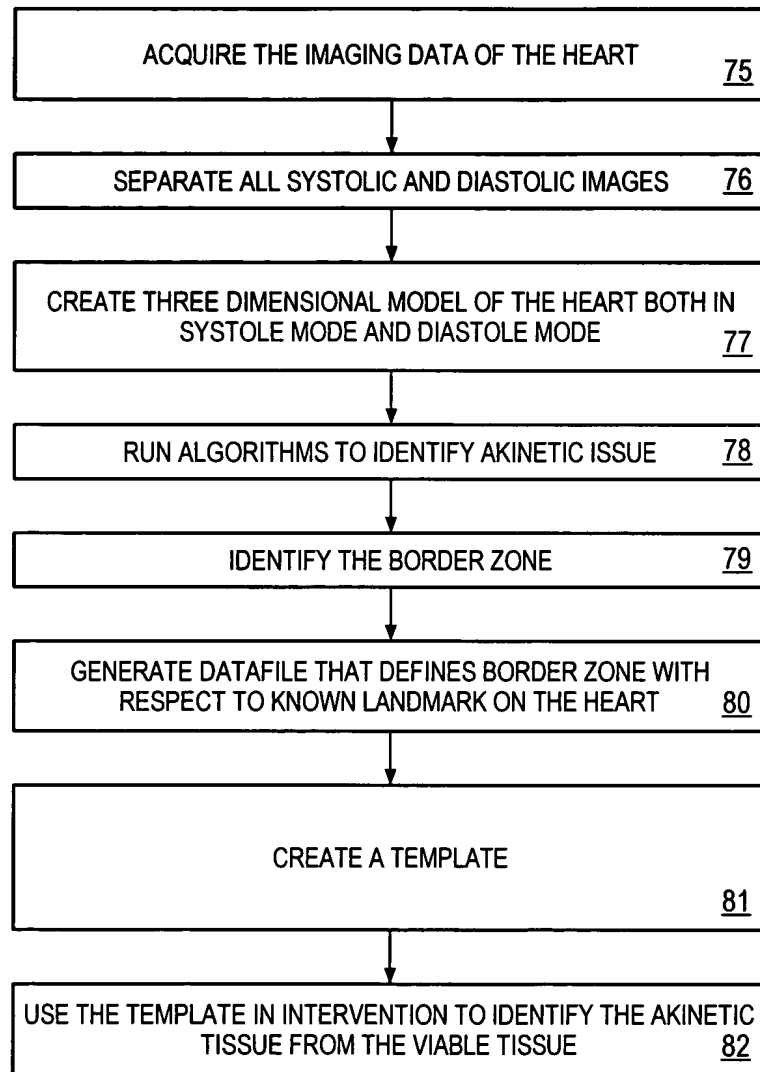 ACQUIRE THE IMAGING DATA OF THE HEART
75
SEPARATE ALL SYSTOLIC AND DIASTOLIC IMAGES
76
CREATE THREE DIMENSIONAL MODEL OF THE HEART BOTH IN
SYSTOLE MODE AND DIASTOLE MODE
77
RUN ALGORITHMS TO IDENTIFY AKINETIC ISSUE
78
IDENTIFY THE BORDER ZONE
79
GENERATE DATAFILE THAT DEFINES BORDER ZONE WITH
RESPECT TO KNOWN LANDMARK ON THE HEART
80
CREATE A TEMPLATE
81
USE THE TEMPLATE IN INTERVENTION TO IDENTIFY THE AKINETIC
TISSUE FROM THE VIABLE TISSUE
82